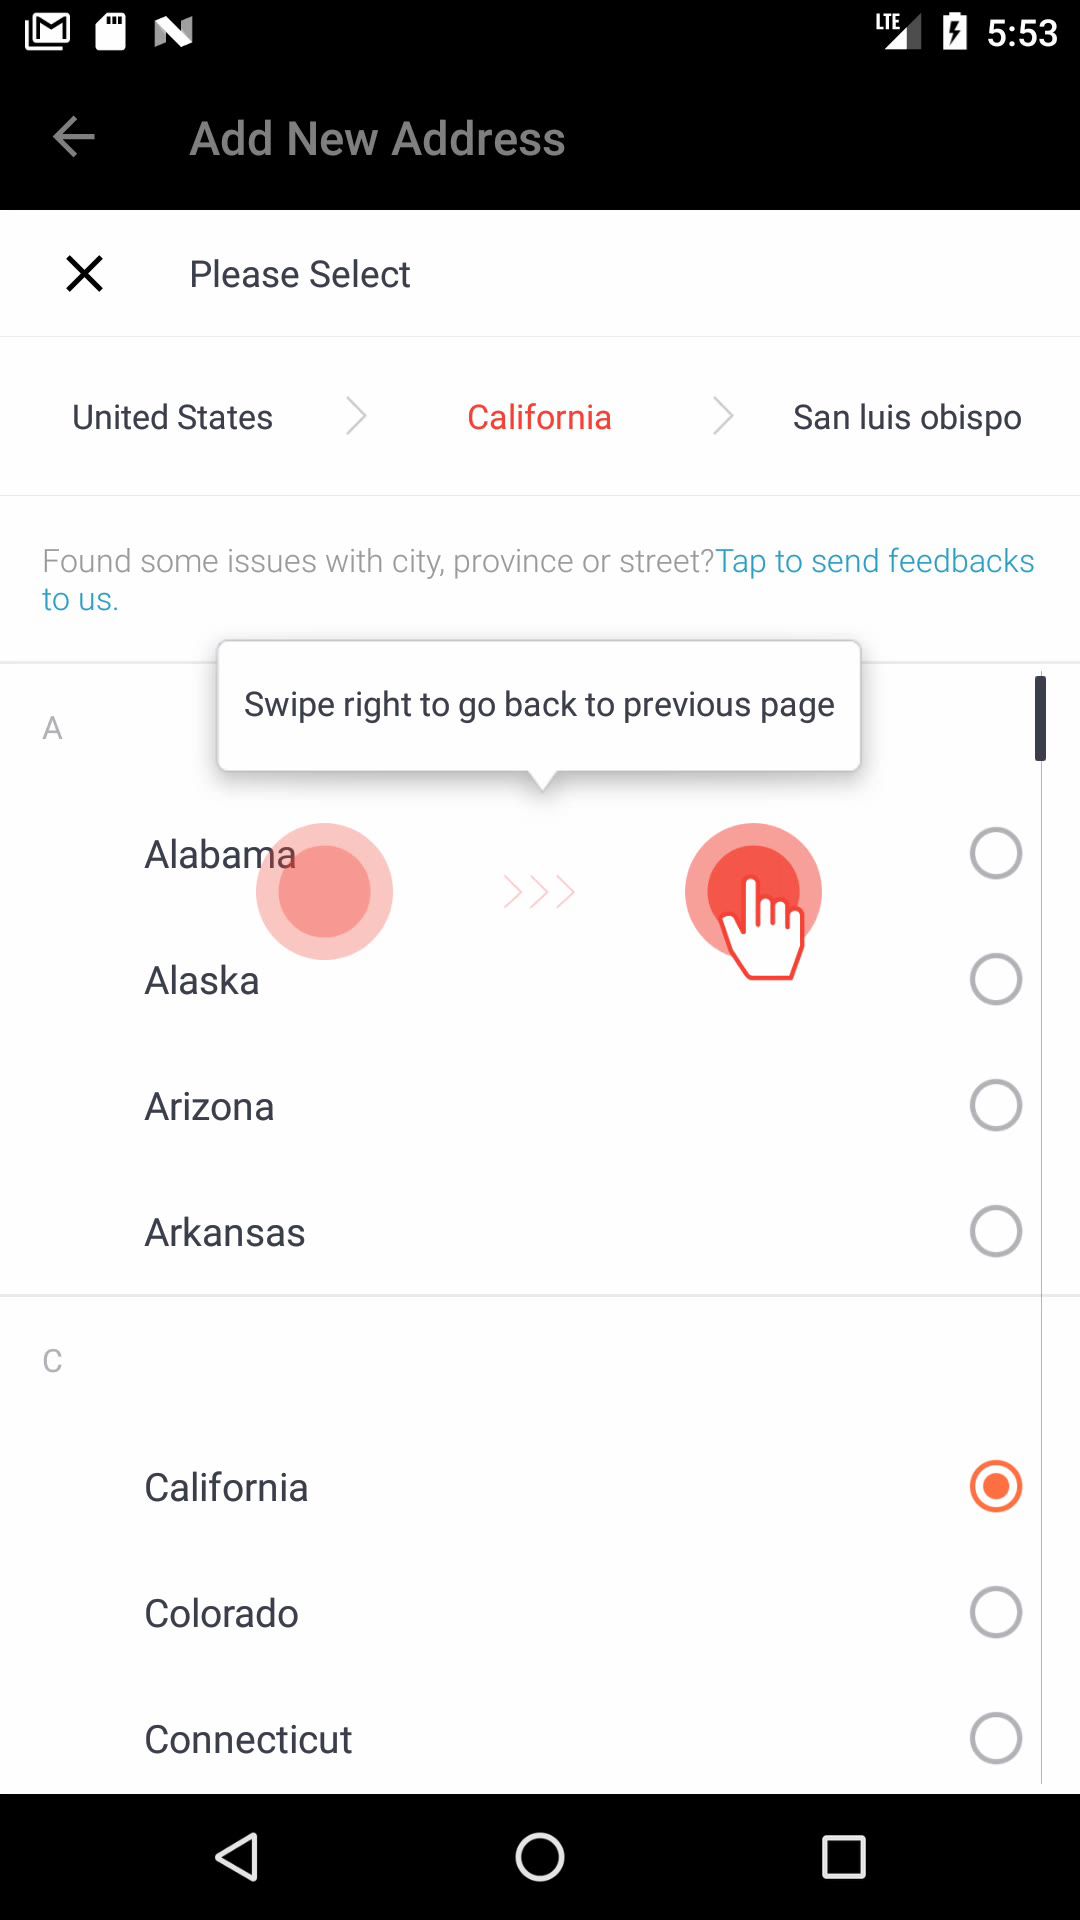 LTE 5:53
Add New Address
Please Select
United States California San luis obispo
Found some issues with city, province or street?Tap to send feedbacks
to us.
Swipe right to go back to previous page
A
Alabama
Alaska
Arizona
Arkansas
C
California
Colorado
Connecticut